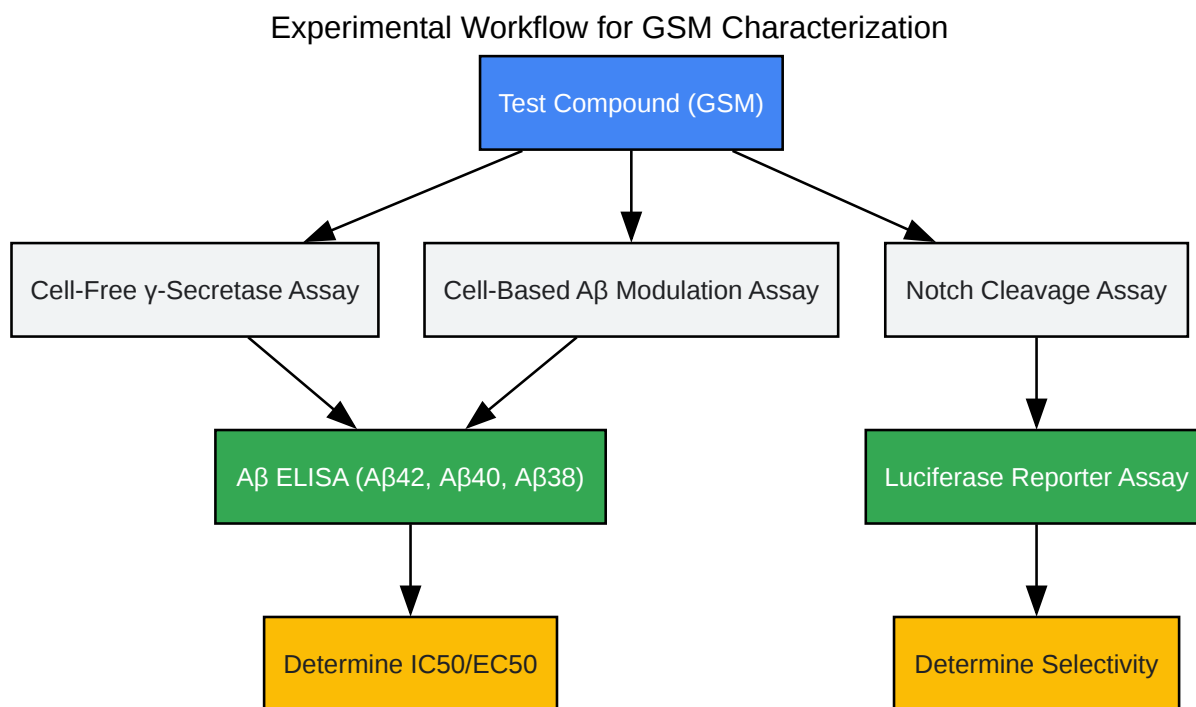 Experimental Workflow for GSM Characterization
Test Compound (GSM)
Cell-Free γ-Secretase Assay
Cell-Based Aβ Modulation Assay
Notch Cleavage Assay
Aβ ELISA (Aβ42, Aβ40, Aβ38)
Luciferase Reporter Assay
Determine IC50/EC50
Determine Selectivity